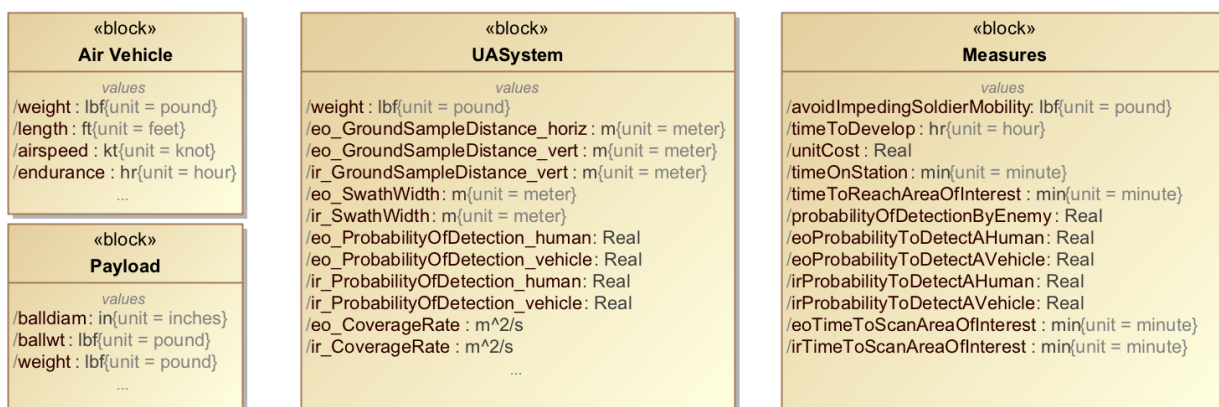 «block»
Air Vehicle
values
/weight : lbf{unit = pound}
/length : ft{unit = feet}
/airspeed : kt{unit = knot}
/endurance : hr{unit = hour}
...
«block»
Payload
values
/balldiam : in{unit = inches}
/ballwt : lbf{unit = pound}
/weight : lbf{unit = pound}
...
«block»
UASystem
values
/weight : lbf{unit = pound}
/eo_GroundSampleDistance_horiz : m{unit = meter}
/eo_GroundSampleDistance_vert : m{unit = meter}
/ir_GroundSampleDistance_vert : m{unit = meter}
/eo_SwathWidth : m{unit = meter}
/ir_SwathWidth : m{unit = meter}
/eo_ProbabilityOfDetection_human : Real
/eo_ProbabilityOfDetection_vehicle : Real
/ir_ProbabilityOfDetection_human : Real
/ir_ProbabilityOfDetection_vehicle : Real
/eo_CoverageRate : m^2/s
/ir_CoverageRate : m^2/s
...
«block»
Measures
values
/avoidImpedingSoldierMobility: lbf{unit = pound}
/timeToDevelop : hr{unit = hour}
/unitCost : Real
/timeOnStation : min{unit = minute}
/timeToReachAreaOfInterest : min{unit = minute}
/probabilityOfDetectionByEnemy : Real
/eoProbabilityToDetectAHuman : Real
/eoProbabilityToDetectAVehicle : Real
/irProbabilityToDetectAHuman : Real
/irProbabilityToDetectAVehicle : Real
/eoTimeToScanAreaOfInterest : min{unit = minute}
/irTimeToScanAreaOfInterest : min{unit = minute}